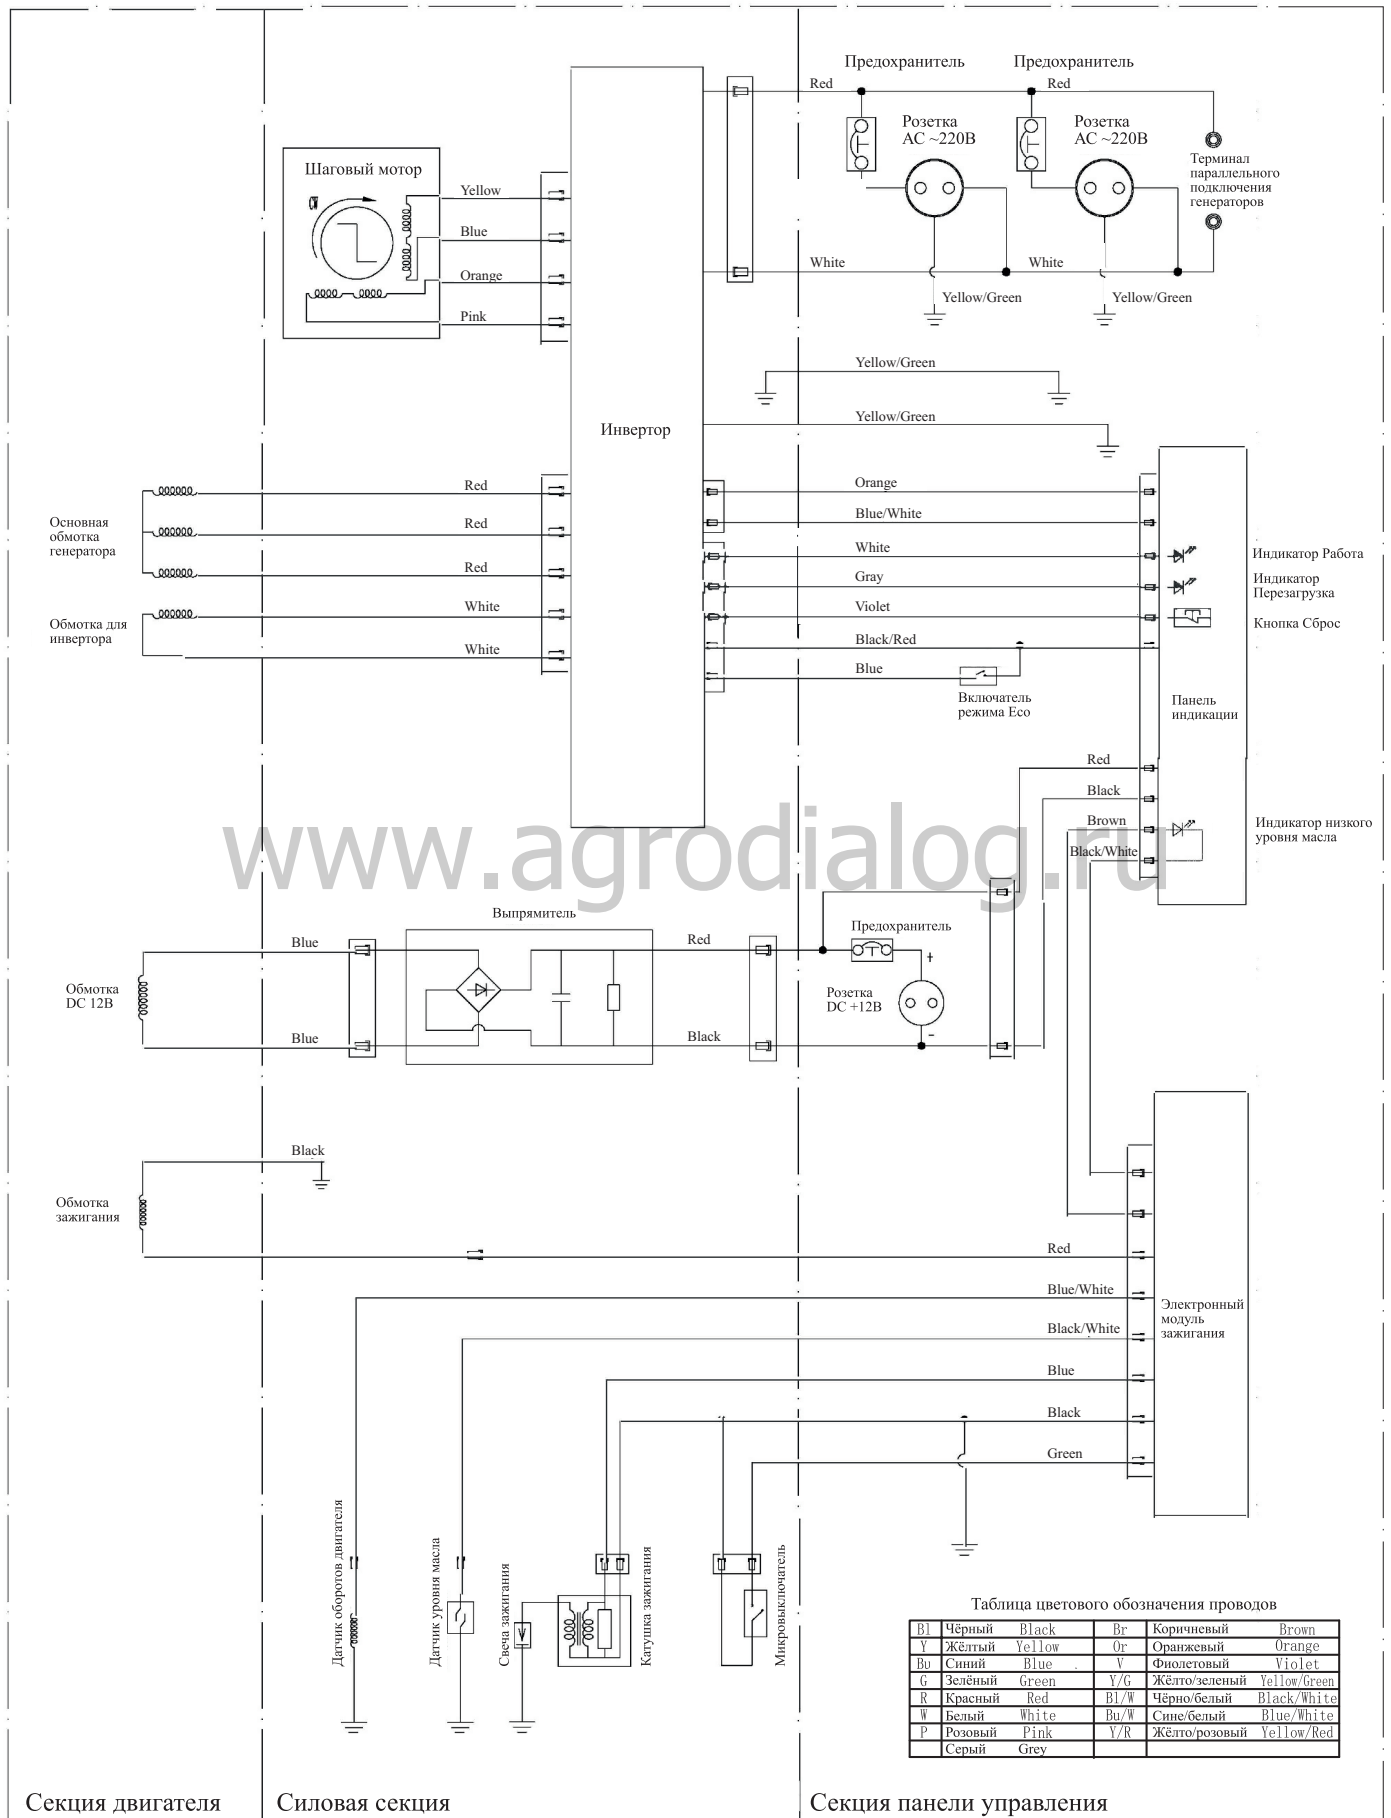 Предохранитель Предохранитель
Red Red
Розетка
АС ~220В
Розетка
АС ~220В
Терминал
параллельного
подключения
генераторов
Шаговый мотор
Yellow
Blue
Orange
Pink
White White
Yellow/Green Yellow/Green
Yellow/Green
Yellow/Green
Инвертор
Основная
обмотка
генератора
Red
Red
Red
Обмотка для
инвертора
White
White
Orange
Blue/White
White
Gray
Violet
Black/Red
Blue
Включатель
режима Eco
Индикатор Работа
Индикатор
Перезагрузка
Кнопка Сброс
Панель
индикации
Red
Black
Brown
Black/White
Индикатор низкого
уровня масла
www.agrodialog.ru
Выпрямитель
Blue
Blue
Обмотка
DC 12В
Red
Black
Предохранитель
+
Розетка
DC +12В
-
Black
Обмотка
зажигания
Red
Blue/White
Black/White
Blue
Black
Green
Электронный
модуль
зажигания
Датчик оборотов двигателя
Датчик уровня масла
Свеча зажигания
Катушка зажигания
Микровыключатель
Таблица цветового обозначения проводов
Bl Чёрный Black Br Коричневый Brown
Y Жёлтый Yellow Or Оранжевый Orange
Bu Синий Blue V Фиолетовый Violet
G Зелёный Green Y/G Жёлто/зеленый Yellow/Green
R Красный Red Bl/W Чёрно/белый Black/White
W Белый White Bu/W Сине/белый Blue/White
P Розовый Pink Y/R Жёлто/розовый Yellow/Red
Серый Grey
Секция двигателя Силовая секция Секция панели управления